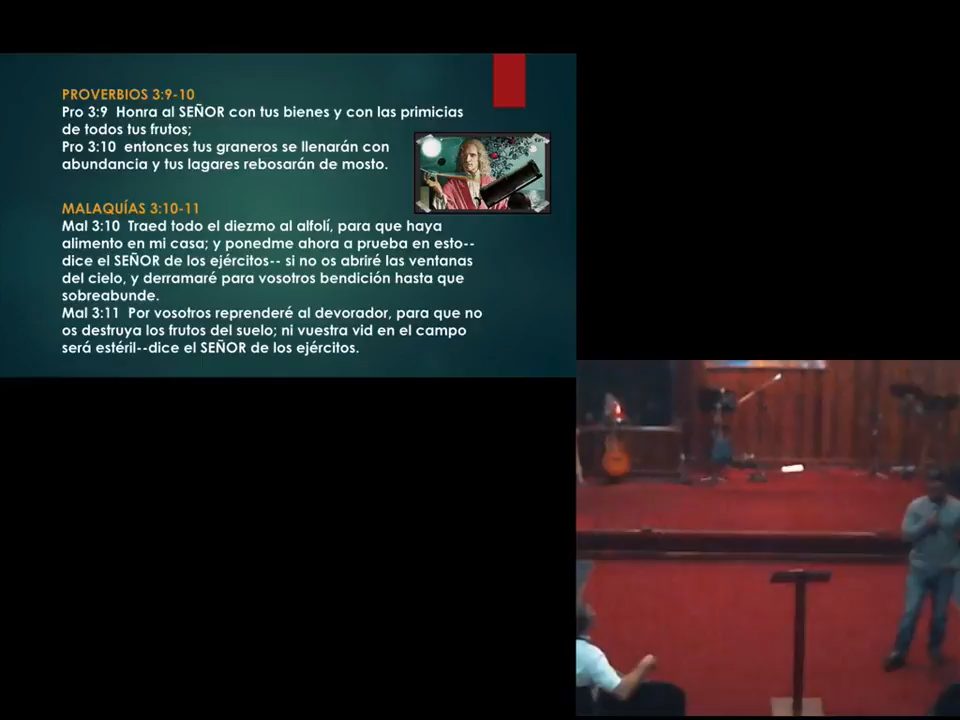 PROVERBIOS 3:9-10
Pro 3:9 Honra al SEÑOR con tus bienes y con las primicias
de todos tus frutos;
Pro 3:10 entonces tus graneros se llenarán con
abundancia y tus lagares rebosarán de mosto.
MALAQUÍAS 3:10-11
Mal 3:10 Traed todo el diezmo al alfolí, para que haya
alimento en mi casa; y ponedme ahora a prueba en esto--
dice el SEÑOR de los ejércitos-- si no os abriré las ventanas
del cielo, y derramaré para vosotros bendición hasta que
sobreabunde.
Mal 3:11 Por vosotros reprenderé al devorador, para que no
os destruya los frutos del suelo; ni vuestra vid en el campo
será estéril--dice el SEÑOR de los ejércitos.